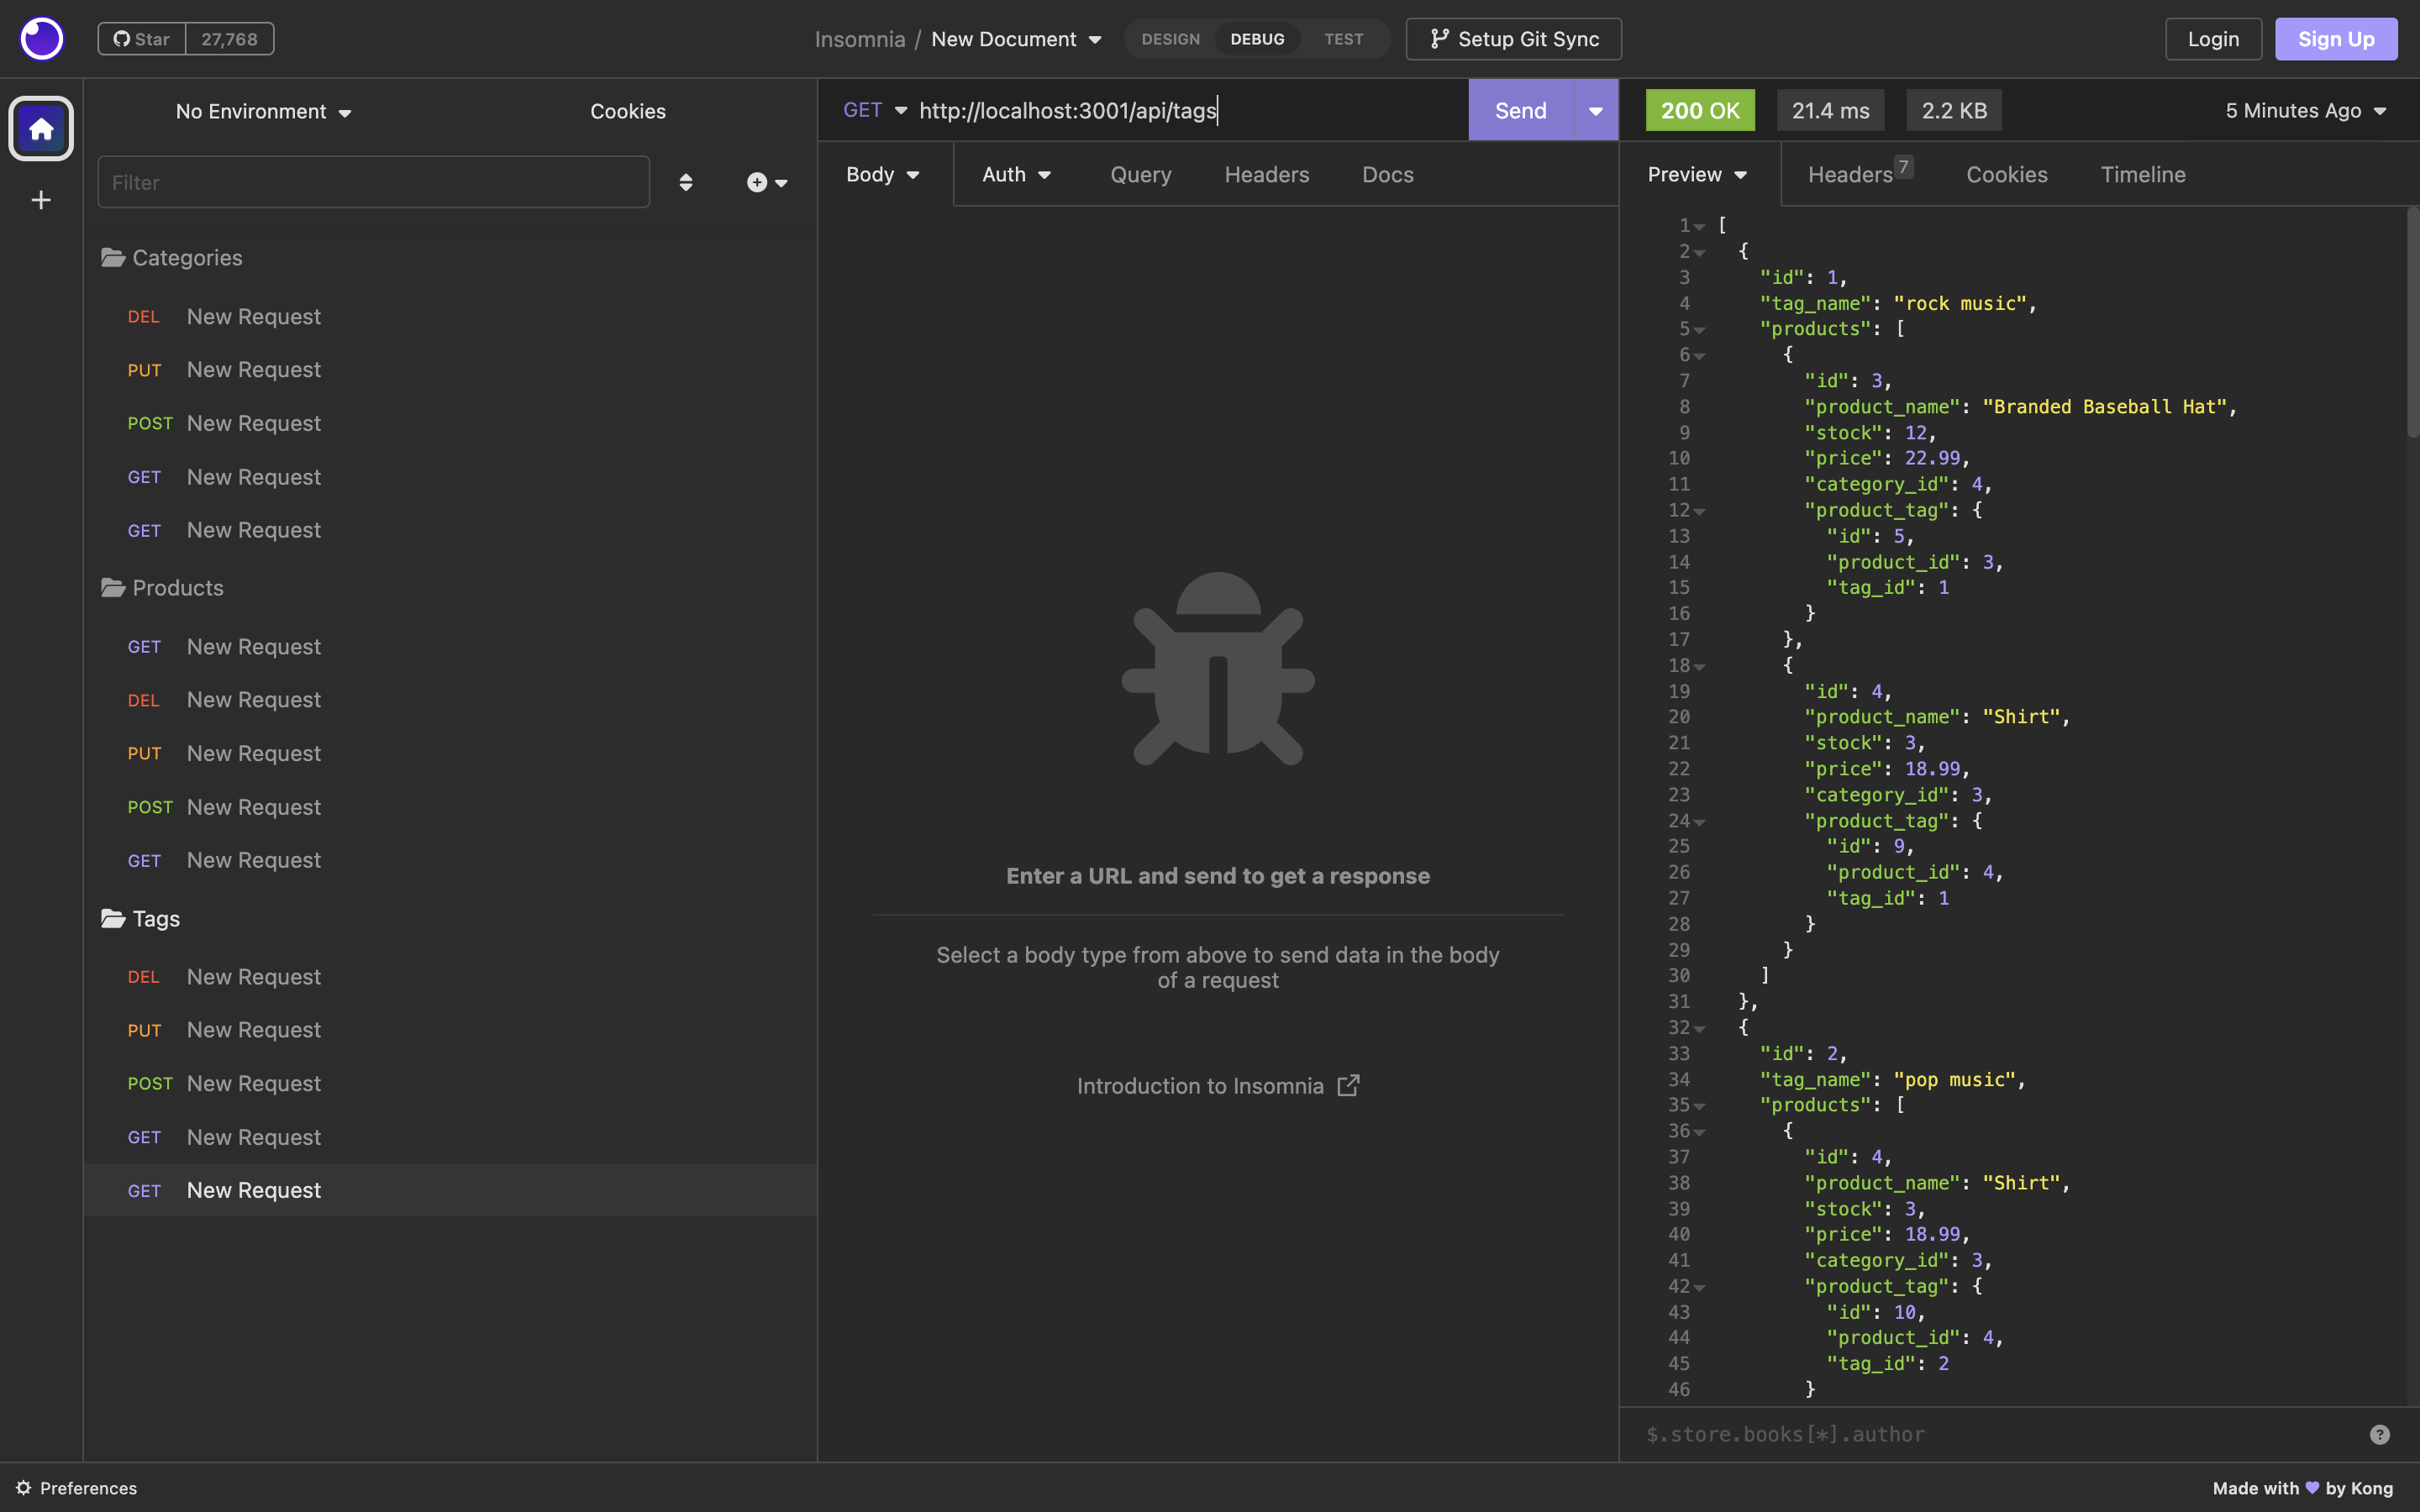 Star 27,768
Insomnia / New Document
DESIGN DEBUG TEST
Setup Git Sync
Login
Sign Up
No Environment
Cookies
Filter
Categories
DEL New Request
PUT New Request
POST New Request
GET New Request
GET New Request
Products
GET New Request
DEL New Request
PUT New Request
POST New Request
GET New Request
Tags
DEL New Request
PUT New Request
POST New Request
GET New Request
GET New Request
GET http://localhost:3001/api/tags
Send
Body Auth Query Headers Docs
Enter a URL and send to get a response
Select a body type from above to send data in the body
of a request
Introduction to Insomnia
200 OK 21.4 ms 2.2 KB 5 Minutes Ago
Preview Headers 7 Cookies Timeline
1 [
2 {
3 "id": 1,
4 "tag_name": "rock music",
5 "products": [
6 {
7 "id": 3,
8 "product_name": "Branded Baseball Hat",
9 "stock": 12,
10 "price": 22.99,
11 "category_id": 4,
12 "product_tag": {
13 "id": 5,
14 "product_id": 3,
15 "tag_id": 1
16 }
17 },
18 {
19 "id": 4,
20 "product_name": "Shirt",
21 "stock": 3,
22 "price": 18.99,
23 "category_id": 3,
24 "product_tag": {
25 "id": 9,
26 "product_id": 4,
27 "tag_id": 1
28 }
29 }
30 ]
31 },
32 {
33 "id": 2,
34 "tag_name": "pop music",
35 "products": [
36 {
37 "id": 4,
38 "product_name": "Shirt",
39 "stock": 3,
40 "price": 18.99,
41 "category_id": 3,
42 "product_tag": {
43 "id": 10,
44 "product_id": 4,
45 "tag_id": 2
46 }
$.store.books[*].author
?
Preferences
Made with 💜 by Kong